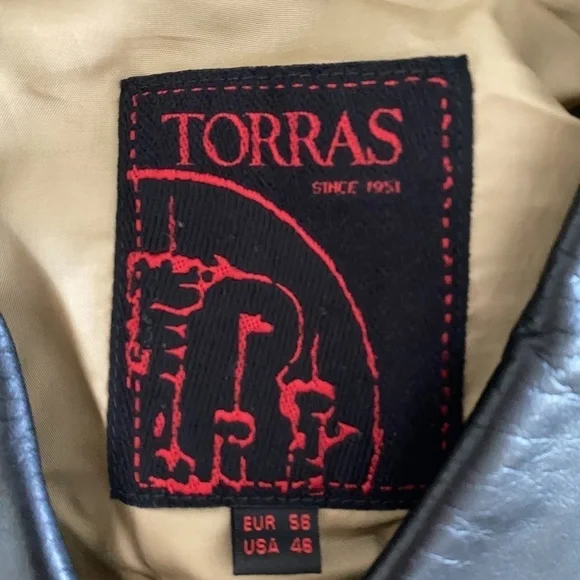 TORRAS
SINCE 1951
EUR 56
USA 46